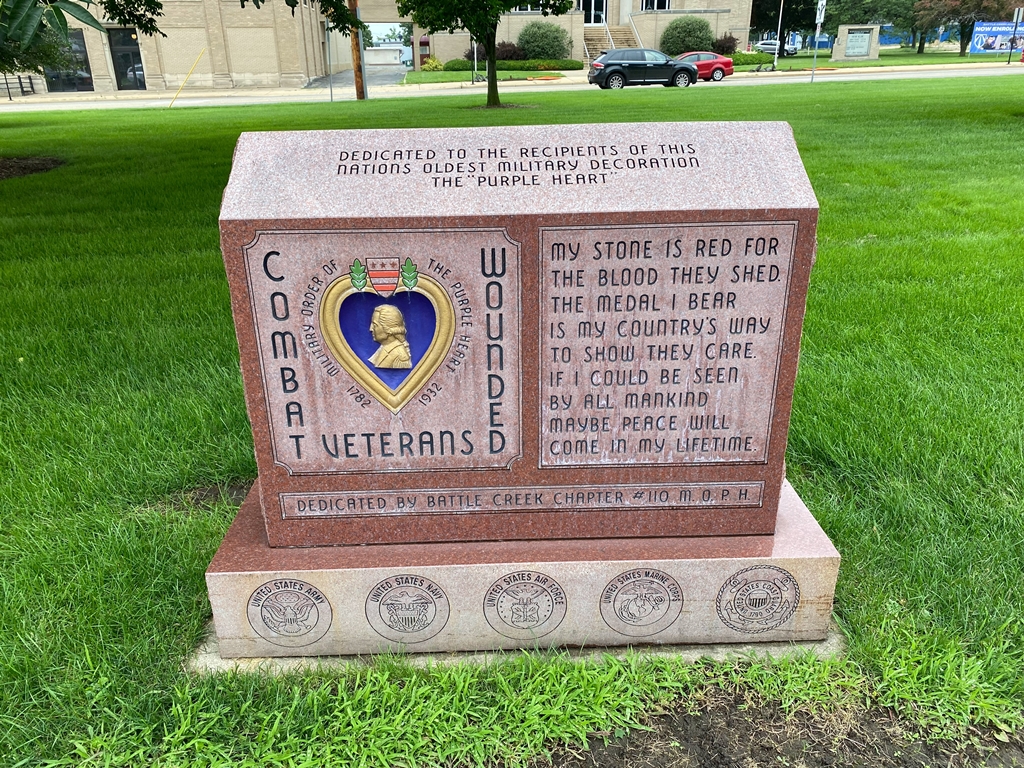 DEDICATED TO THE RECIPIENTS OF THIS
NATIONS OLDEST MILITARY DECORATION
THE "PURPLE HEART"
COMBAT
WOUNDED
VETERANS
MILITARY ORDER OF
THE PURPLE HEART
1782
1932
MY STONE IS RED FOR
THE BLOOD THEY SHED.
THE MEDAL I BEAR
IS MY COUNTRY'S WAY
TO SHOW THEY CARE.
IF I COULD BE SEEN
BY ALL MANKIND
MAYBE PEACE WILL
COME IN MY LIFETIME.
DEDICATED BY BATTLE CREEK CHAPTER #110 M. O. P. H.
UNITED STATES ARMY
UNITED STATES NAVY
UNITED STATES AIR FORCE
UNITED STATES MARINE CORPS
UNITED STATES COAST GUARD
1790
NOW ENROLLING